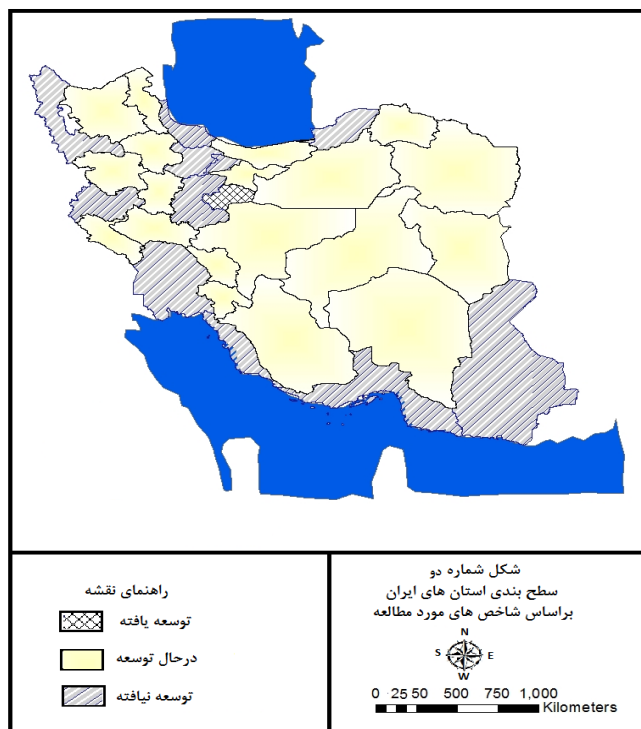 راهنمای نقشه
توسعه یافته
درحال توسعه
توسعه نیافته
شکل شماره دو
سطح بندی استان های ایران
براساس شاخص های مورد مطالعه
N
S E
W
0 25 50 500 750 1,000
Kilometers